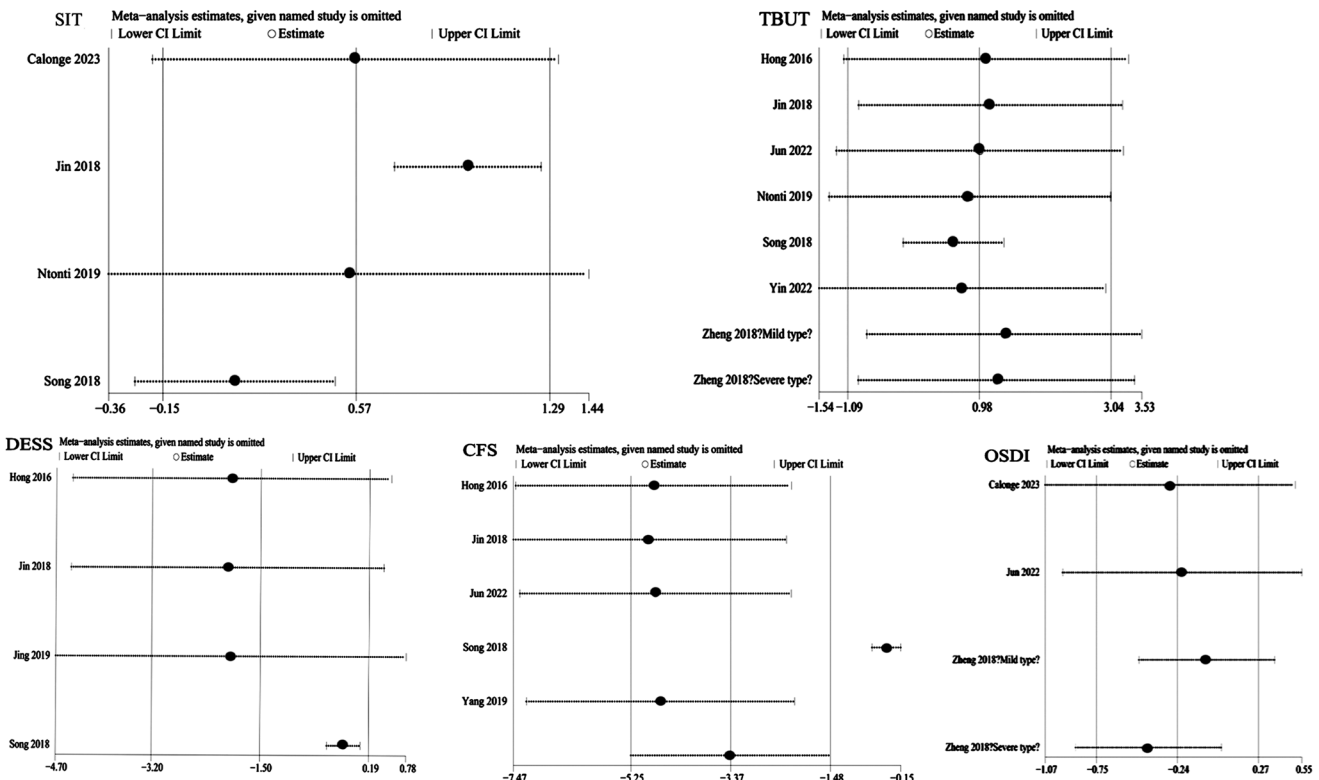 SIT
Meta-analysis estimates, given named study is omitted
Lower CI Limit Estimate Upper CI Limit
Calonge 2023
Jin 2018
Ntonti 2019
Song 2018
-0.36 -0.15 0.57 1.29 1.44
TBUT
Meta-analysis estimates, given named study is omitted
Lower CI Limit Estimate Upper CI Limit
Hong 2016
Jin 2018
Jun 2022
Ntonti 2019
Song 2018
Yin 2022
Zheng 2018?Mild type?
Zheng 2018?Severe type?
-1.54 -1.09 0.98 3.04 3.53
DESS
Meta-analysis estimates, given named study is omitted
Lower CI Limit Estimate Upper CI Limit
Hong 2016
Jin 2018
Jing 2019
Song 2018
-4.70 -3.20 -1.50 0.19 0.78
CFS
Meta-analysis estimates, given named study is omitted
Lower CI Limit Estimate Upper CI Limit
Hong 2016
Jin 2018
Jun 2022
Song 2018
Yang 2019
-7.47 -5.25 -3.37 -1.48 -0.15
OSDI
Meta-analysis estimates, given named study is omitted
Lower CI Limit Estimate Upper CI Limit
Calonge 2023
Jun 2022
Zheng 2018?Mild type?
Zheng 2018?Severe type?
-1.07 -0.75 -0.24 0.27 0.55